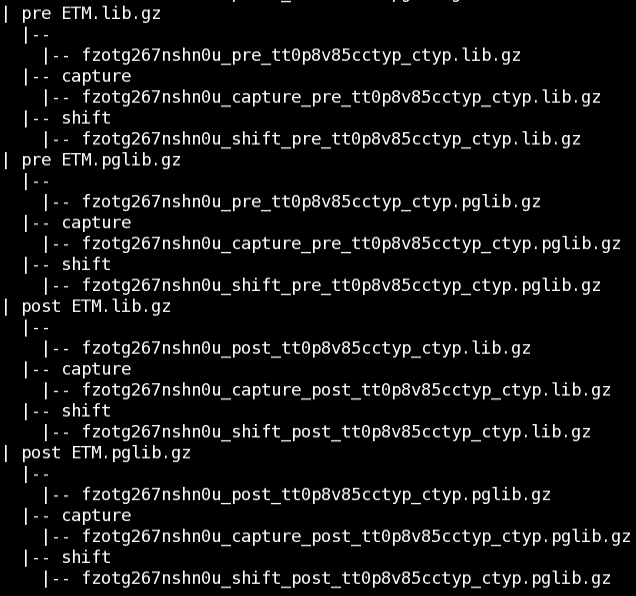 | pre ETM.lib.gz
|--
|-- fzotg267nshn0u_pre_tt0p8v85cctyp_ctyp.lib.gz
|-- capture
|-- fzotg267nshn0u_capture_pre_tt0p8v85cctyp_ctyp.lib.gz
|-- shift
|-- fzotg267nshn0u_shift_pre_tt0p8v85cctyp_ctyp.lib.gz
| pre ETM.pglib.gz
|--
|-- fzotg267nshn0u_pre_tt0p8v85cctyp_ctyp.pglib.gz
|-- capture
|-- fzotg267nshn0u_capture_pre_tt0p8v85cctyp_ctyp.pglib.gz
|-- shift
|-- fzotg267nshn0u_shift_pre_tt0p8v85cctyp_ctyp.pglib.gz
| post ETM.lib.gz
|--
|-- fzotg267nshn0u_post_tt0p8v85cctyp_ctyp.lib.gz
|-- capture
|-- fzotg267nshn0u_capture_post_tt0p8v85cctyp_ctyp.lib.gz
|-- shift
|-- fzotg267nshn0u_shift_post_tt0p8v85cctyp_ctyp.lib.gz
| post ETM.pglib.gz
|--
|-- fzotg267nshn0u_post_tt0p8v85cctyp_ctyp.pglib.gz
|-- capture
|-- fzotg267nshn0u_capture_post_tt0p8v85cctyp_ctyp.pglib.gz
|-- shift
|-- fzotg267nshn0u_shift_post_tt0p8v85cctyp_ctyp.pglib.gz